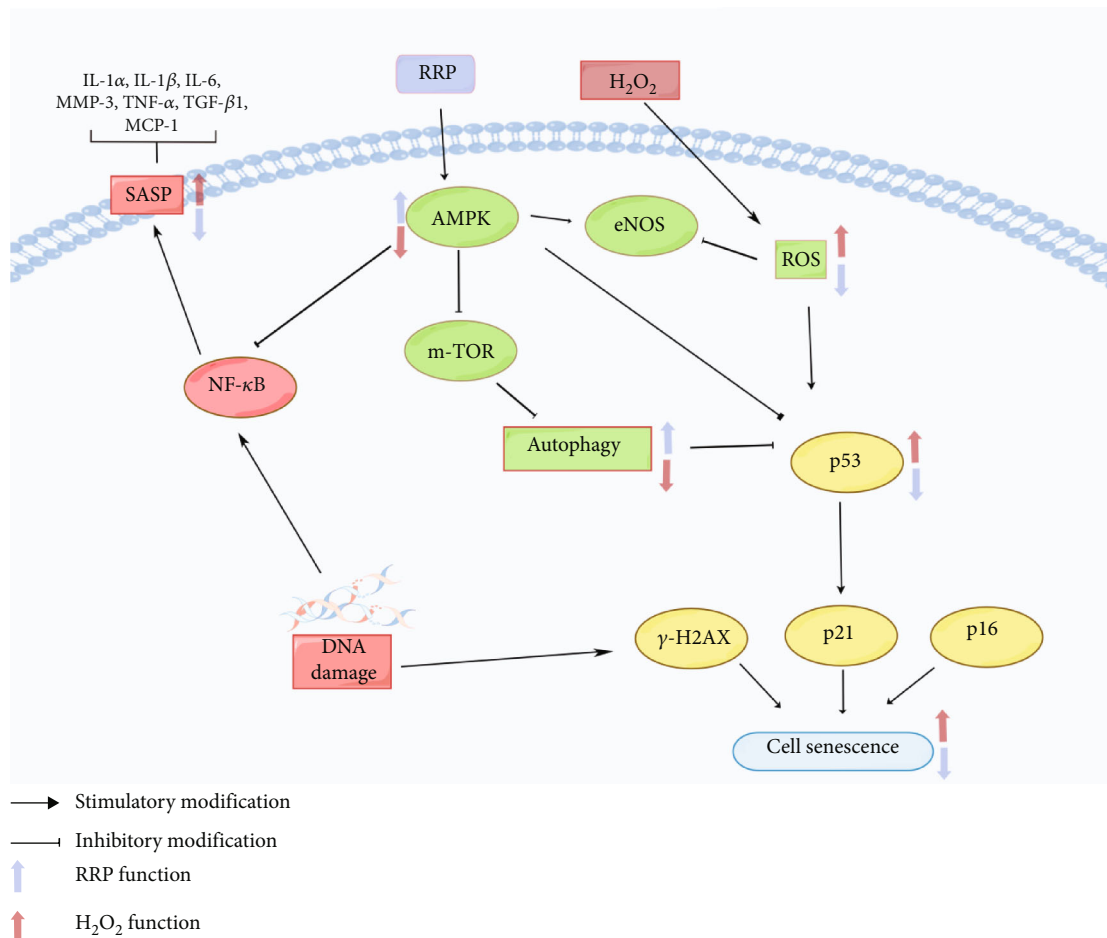 IL-1α, IL-1β, IL-6,
MMP-3, TNF-α, TGF-β1,
MCP-1
RRP
H₂O₂
SASP
AMPK
eNOS
ROS
m-TOR
NF-κB
Autophagy
p53
DNA
damage
γ-H2AX
p21
p16
Cell senescence
Stimulatory modification
Inhibitory modification
RRP function
H₂O₂ function